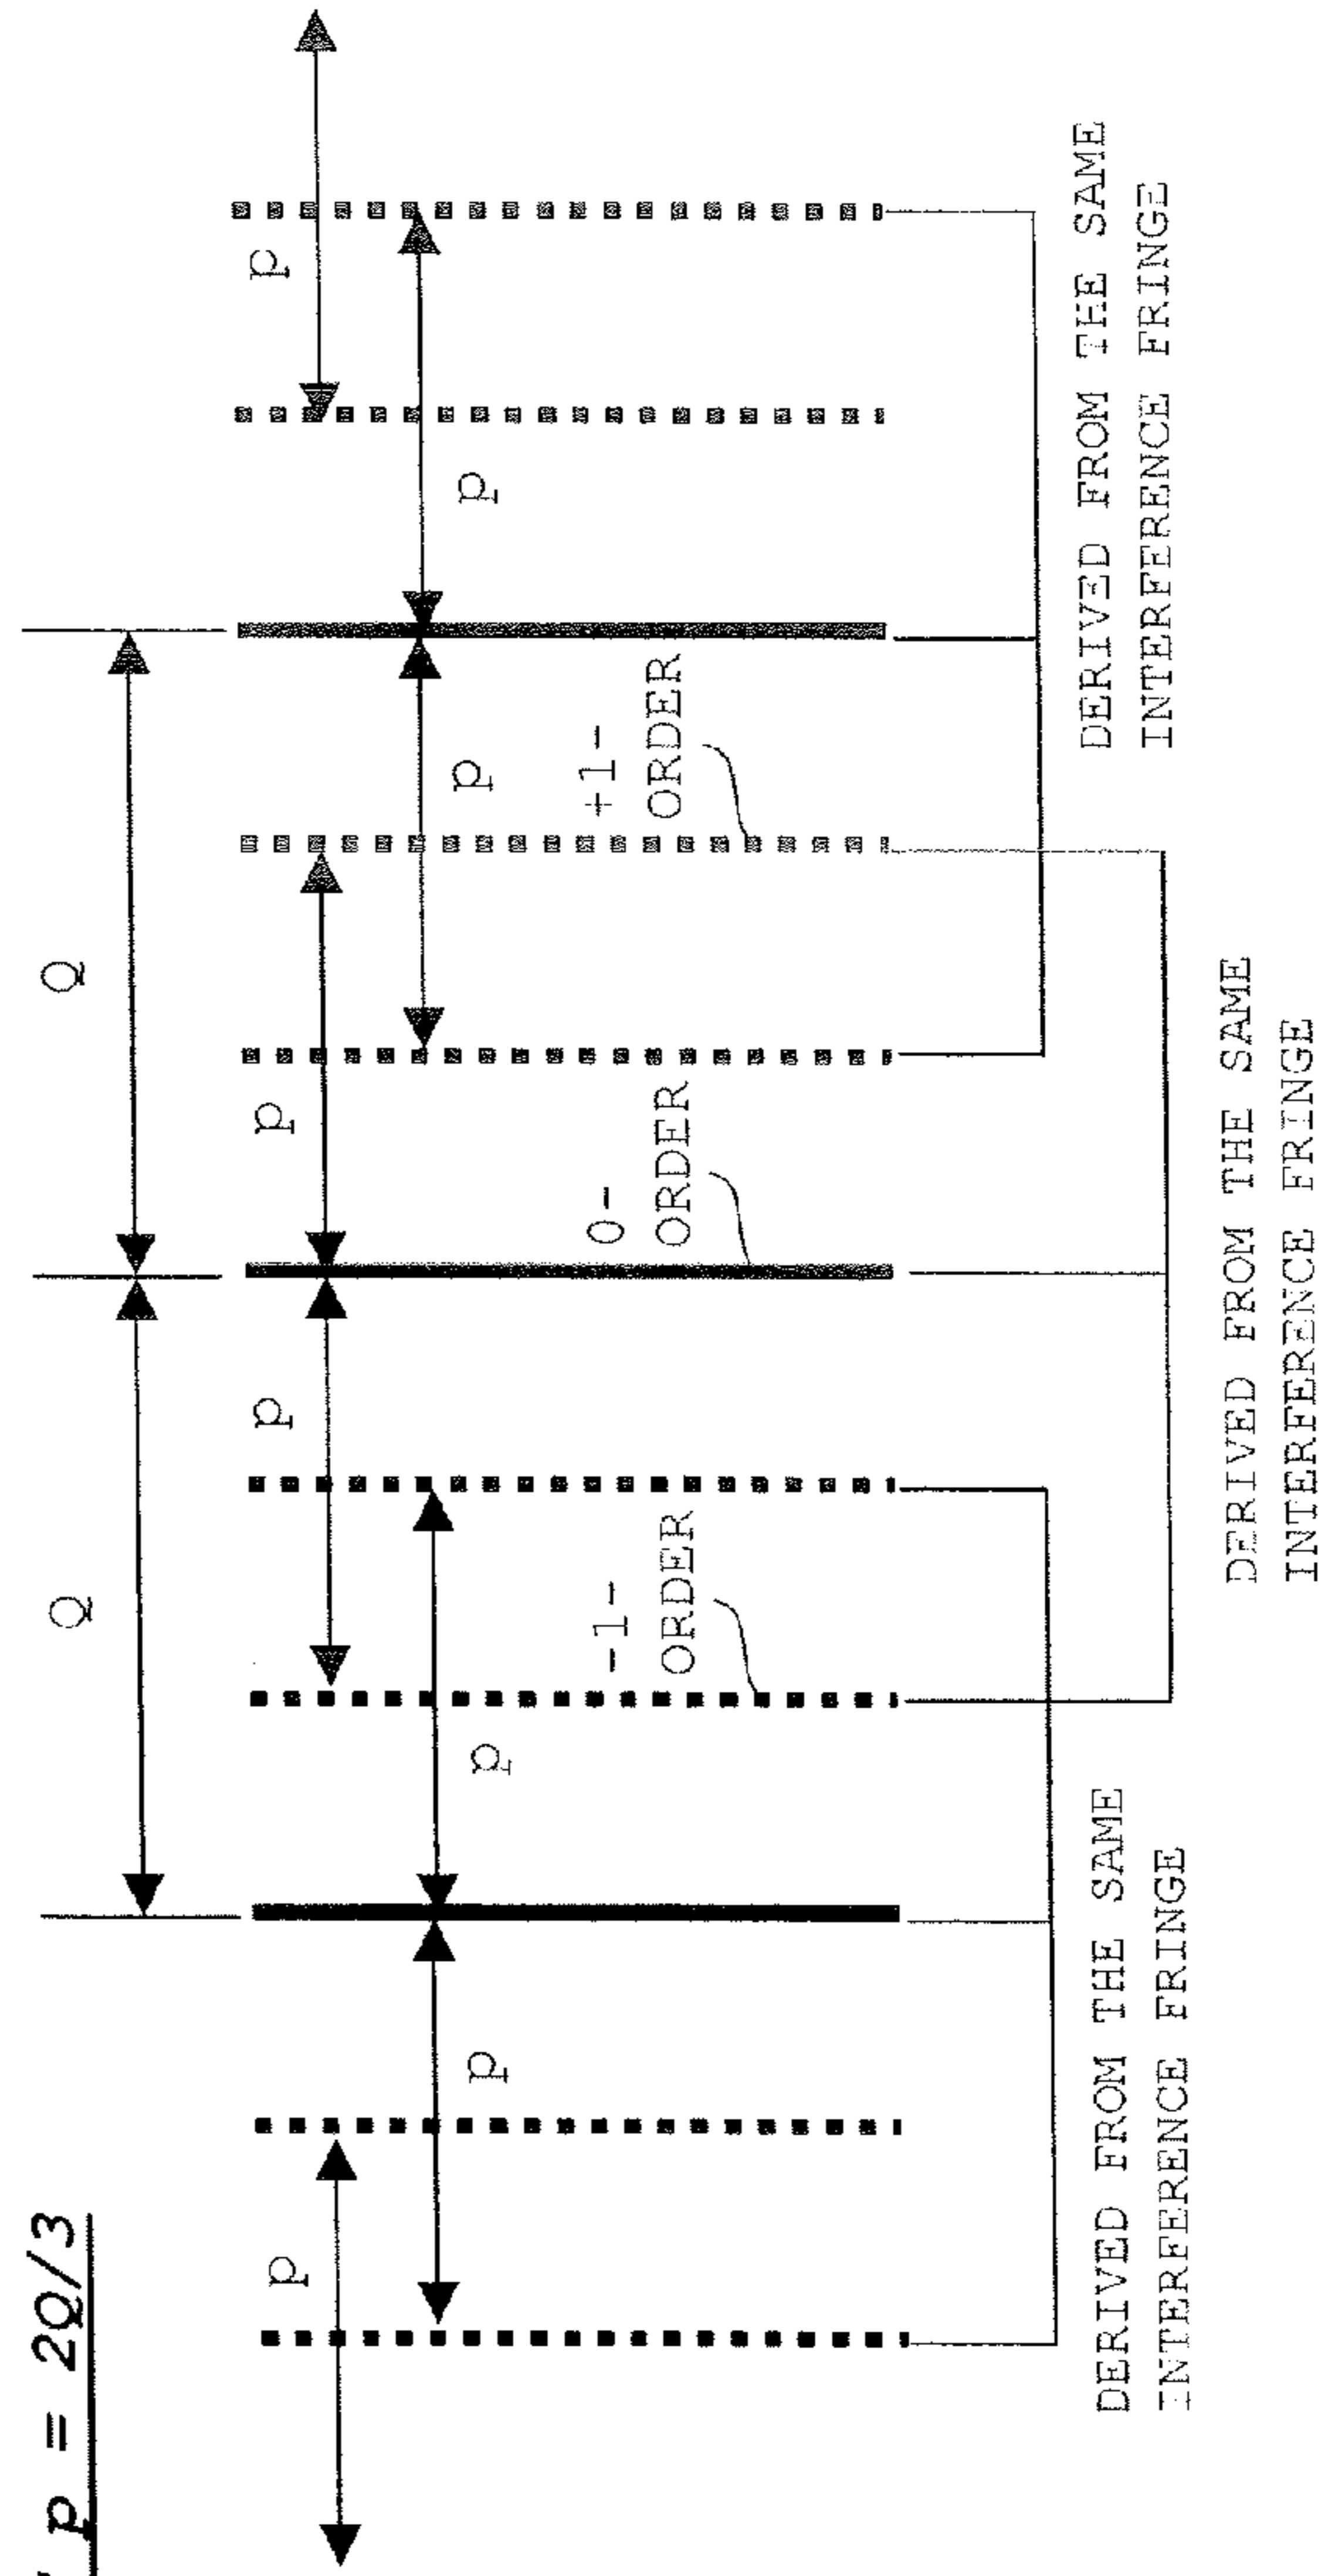 p = 2Q/3
Q
Q
p
p
p
p
p
p
p
p
-1-
ORDER
0-
ORDER
+1-
ORDER
DERIVED FROM THE SAME
INTERFERENCE FRINGE
DERIVED FROM THE SAME
INTERFERENCE FRINGE
DERIVED FROM THE SAME
INTERFERENCE FRINGE